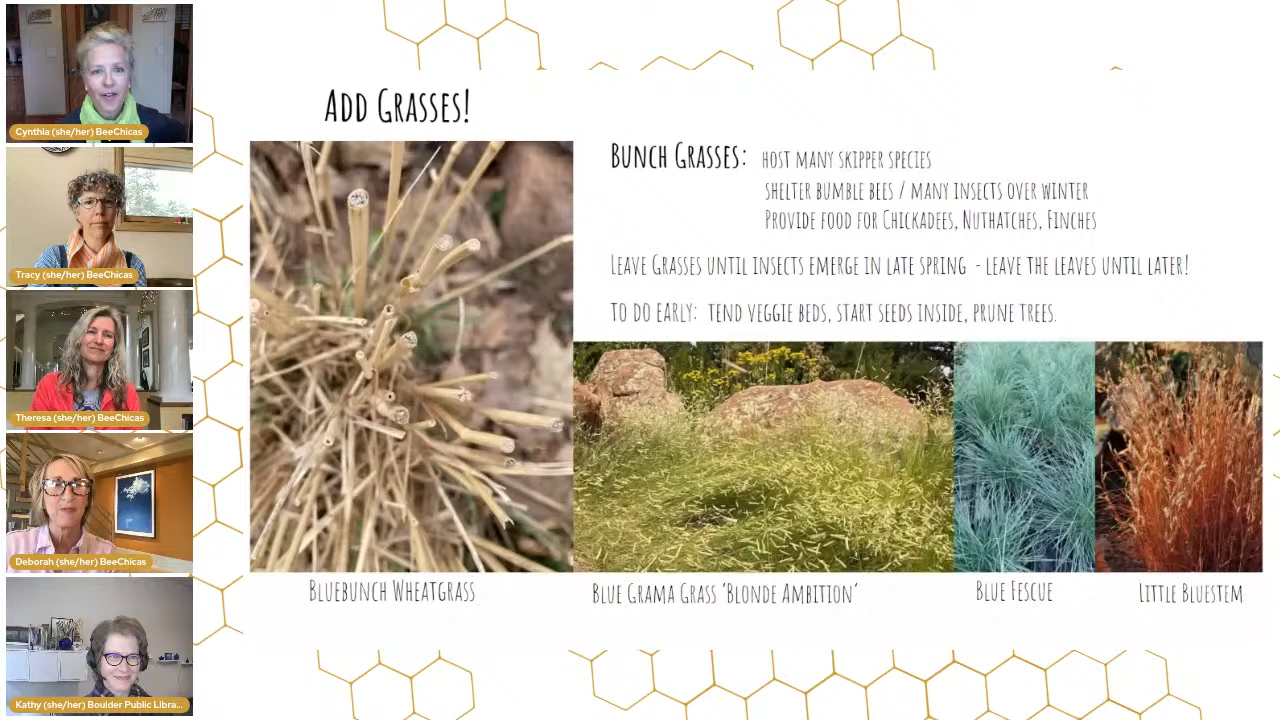 Cynthia (she/her) BeeChicas
Tracy (she/her) BeeChicas
Theresa (she/her) BeeChicas
Deborah (she/her) BeeChicas
Kathy (she/her) Boulder Public Libra...
ADD GRASSES!
BUNCH GRASSES: HOST MANY SKIPPER SPECIES
SHELTER BUMBLE BEES / MANY INSECTS OVER WINTER
PROVIDE FOOD FOR CHICKADEES, NUTHATCHES, FINCHES
LEAVE GRASSES UNTIL INSECTS EMERGE IN LATE SPRING - LEAVE THE LEAVES UNTIL LATER!
TO DO EARLY: TEND VEGGIE BEDS, START SEEDS INSIDE, PRUNE TREES.
BLUEBUNCH WHEATGRASS
BLUE GRAMA GRASS 'BLONDE AMBITION'
BLUE FESCUE
LITTLE BLUESTEM